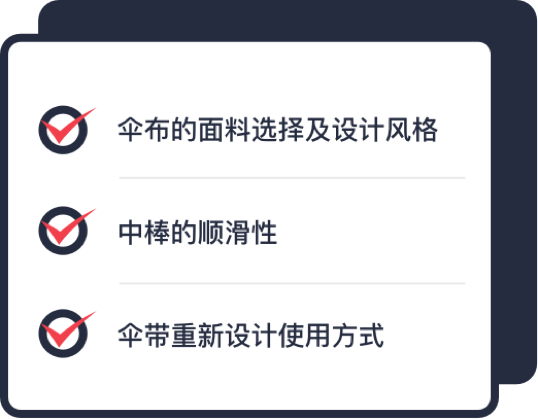 伞布的面料选择及设计风格
中棒的顺滑性
伞带重新设计使用方式